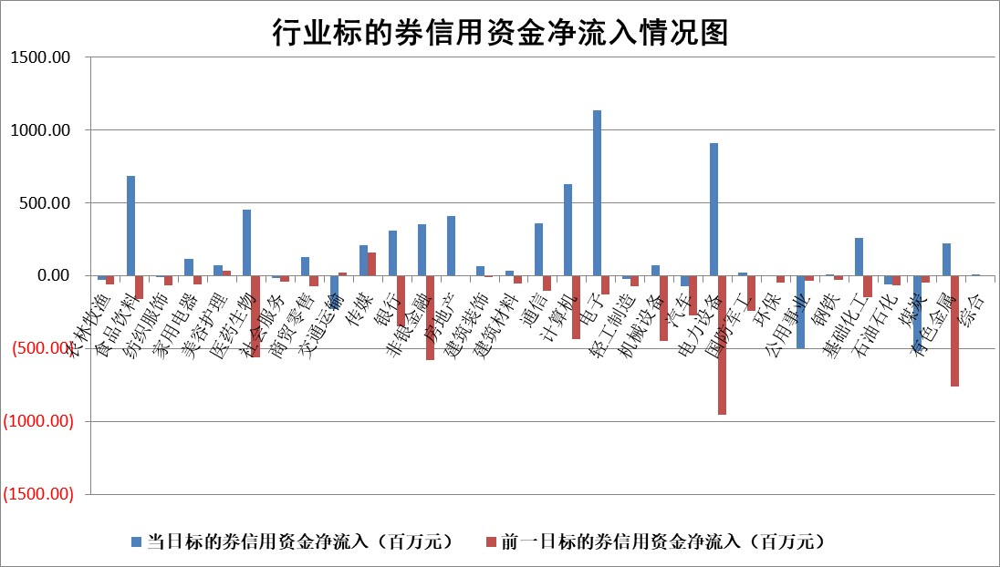 行业标的券信用资金净流入情况图
1500.00
1000.00
500.00
0.00
(500.00)
(1000.00)
(1500.00)
农林牧渔
食品饮料
纺织服饰
家用电器
美容护理
医药生物
社会服务
商贸零售
交通运输
传媒
银行
非银金融
房地产
建筑装饰
建筑材料
通信
计算机
电子
轻工制造
机械设备
汽车
电力设备
国防军工
环保
公用事业
钢铁
基础化工
石油石化
煤炭
有色金属
综合
当日标的券信用资金净流入（百万元）
前一日标的券信用资金净流入（百万元）